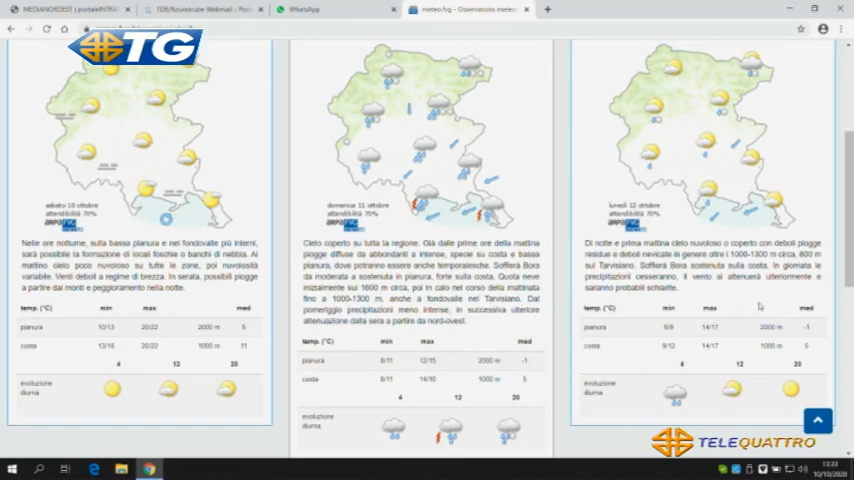 MEDIANORDEST | portaleINTRA
TDB/Roundcube Webmail :: Post
WhatsApp
meteo.fvg - Osservatorio meteo
TG
sabato 10 ottobre
attendibilità 70%
Nelle ore notturne, sulla bassa pianura e nei fondovalle più interni,
sarà possibile la formazione di locali foschie o banchi di nebbia. Al
mattino cielo poco nuvoloso su tutte le zone, poi nuvolosità
variabile. Venti deboli a regime di brezza. In serata, possibili piogge
a partire dai monti e peggioramento nella notte.
temp. (°C) min max med
pianura 10/13 20/22 2000 m 5
costa 13/16 20/22 1000 m 11
4 12 20
evoluzione
diurna
domenica 11 ottobre
attendibilità 70%
Cielo coperto su tutta la regione. Già dalle prime ore della mattina
piogge diffuse da abbondanti a intense, specie su costa e bassa
pianura, dove potranno essere anche temporalesche. Soffierà Bora
da moderata a sostenuta in pianura, forte sulla costa. Quota neve
inizialmente sui 1600 m circa, poi in calo nel corso della mattinata
fino a 1000-1300 m, anche a fondovalle nel Tarvisiano. Dal
pomeriggio precipitazioni meno intense, in successiva ulteriore
attenuazione dalla sera a partire da nord-ovest.
temp. (°C) min max med
pianura 8/11 12/15 2000 m -1
costa 8/11 14/16 1000 m 5
4 12 20
evoluzione
diurna
lunedì 12 ottobre
attendibilità 70%
Di notte e prima mattina cielo nuvoloso o coperto con deboli piogge
residue e deboli nevicate in genere oltre i 1000-1300 m circa, 800 m
sul Tarvisiano. Soffierà Bora sostenuta sulla costa, in giornata le
precipitazioni cesseranno, il vento si attenuerà ulteriormente e
saranno probabili schiarite.
temp. (°C) min max med
pianura 6/9 14/17 2000 m -1
costa 9/12 14/17 1000 m 5
4 12 20
evoluzione
diurna
TELEQUATTRO
13:33
10/10/2020